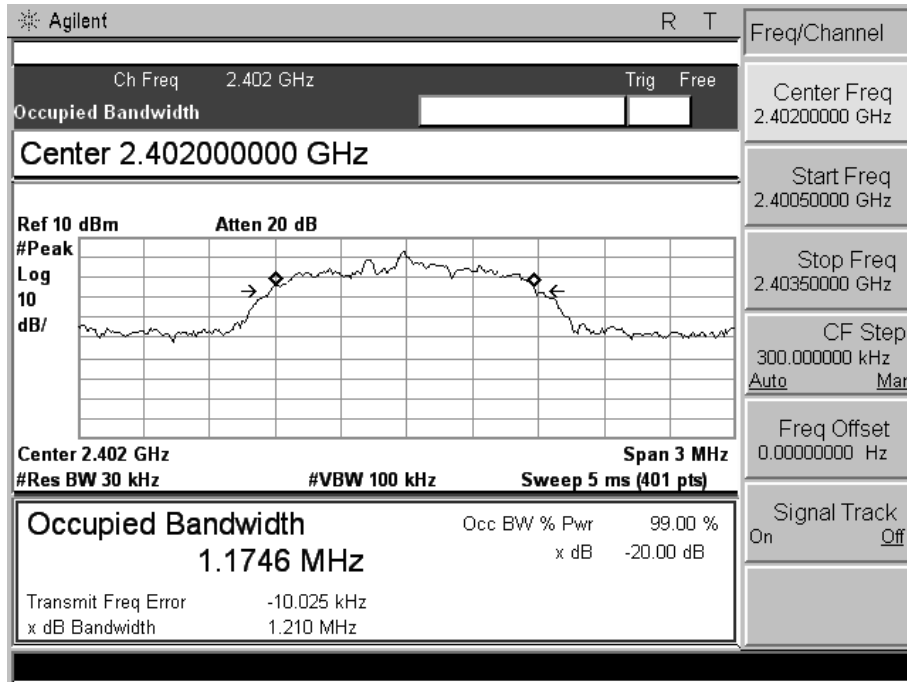 Agilent R T
Ch Freq 2.402 GHz Trig Free
Occupied Bandwidth
Center 2.402000000 GHz
Ref 10 dBm Atten 20 dB
#Peak
Log
10
dB/
Center 2.402 GHz Span 3 MHz
#Res BW 30 kHz #VBW 100 kHz Sweep 5 ms (401 pts)
Occupied Bandwidth Occ BW % Pwr 99.00 %
1.1746 MHz x dB -20.00 dB
Transmit Freq Error -10.025 kHz
x dB Bandwidth 1.210 MHz
Freq/Channel
Center Freq
2.40200000 GHz
Start Freq
2.40050000 GHz
Stop Freq
2.40350000 GHz
CF Step
300.000000 kHz
Auto Man
Freq Offset
0.00000000 Hz
Signal Track
On Off